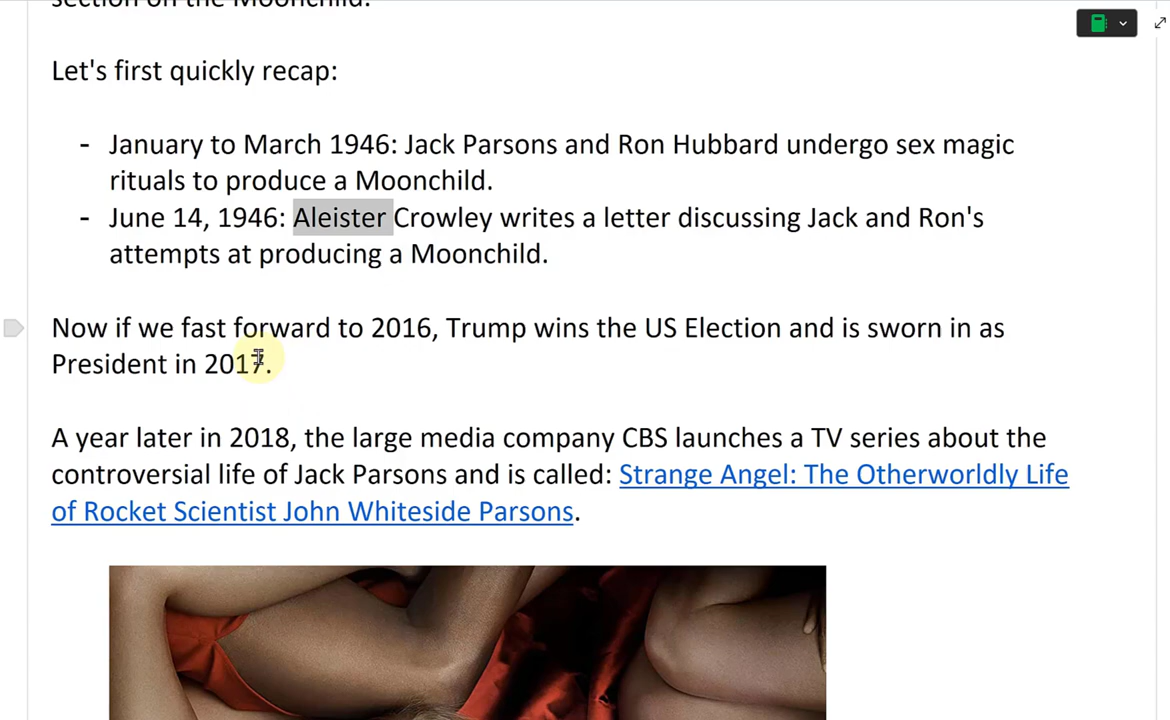 section on the Moonchild.
Let's first quickly recap:
- January to March 1946: Jack Parsons and Ron Hubbard undergo sex magic
rituals to produce a Moonchild.
- June 14, 1946: Aleister Crowley writes a letter discussing Jack and Ron's
attempts at producing a Moonchild.
Now if we fast forward to 2016, Trump wins the US Election and is sworn in as
President in 2017.
A year later in 2018, the large media company CBS launches a TV series about the
controversial life of Jack Parsons and is called: Strange Angel: The Otherworldly Life
of Rocket Scientist John Whiteside Parsons.